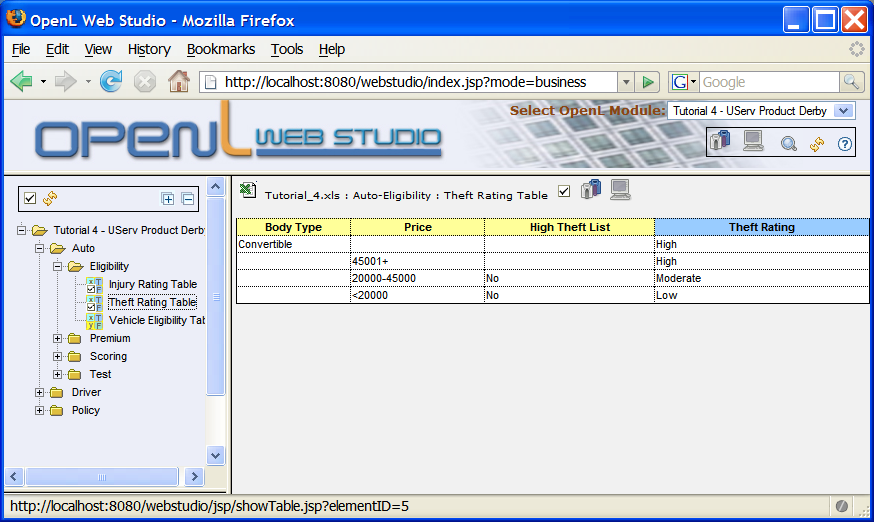 OpenL Web Studio - Mozilla Firefox
File Edit View History Bookmarks Tools Help
http://localhost:8080/webstudio/index.jsp?mode=business
G Google
OPENL WEB STUDIO
Select OpenL Module: Tutorial 4 - UServ Product Derby
Tutorial_4.xls : Auto-Eligibility : Theft Rating Table
Tutorial 4 - UServ Product Derby
Auto
Eligibility
Injury Rating Table
Theft Rating Table
Vehicle Eligibility Tab
Premium
Scoring
Test
Driver
Policy
Body Type Price High Theft List Theft Rating
Convertible High
45001+ High
20000-45000 No Moderate
<20000 No Low
http://localhost:8080/webstudio/jsp/showTable.jsp?elementID=5